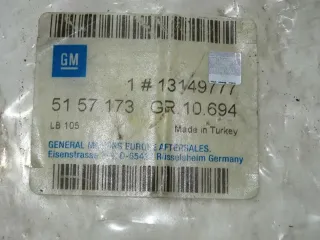 GM
1 # 13149777
51 57 173 GR 10.694
LB 105
Made in Turkey
GENERAL MOTORS EUROPE AFTERSALES.
Rüsselsheim Germany